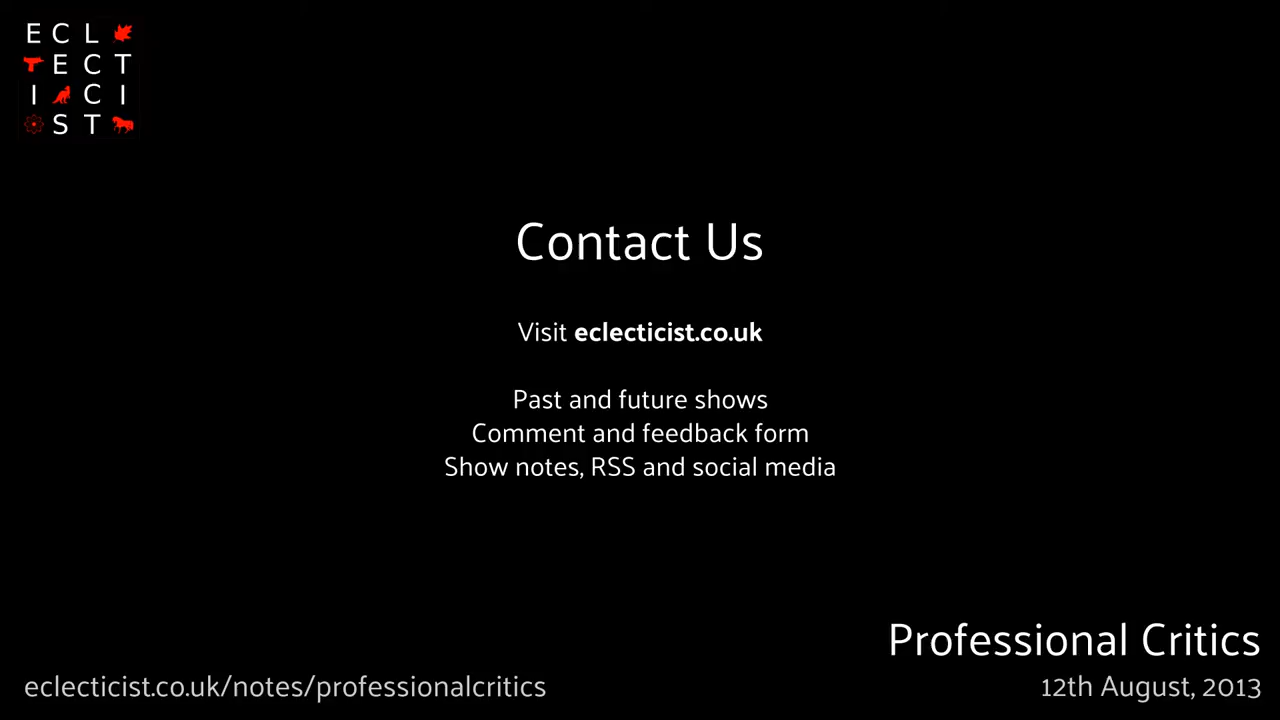 E C L
E C T
I C I
S T
Contact Us
Visit eclecticist.co.uk
Past and future shows
Comment and feedback form
Show notes, RSS and social media
Professional Critics
eclecticist.co.uk/notes/professionalcritics
12th August, 2013